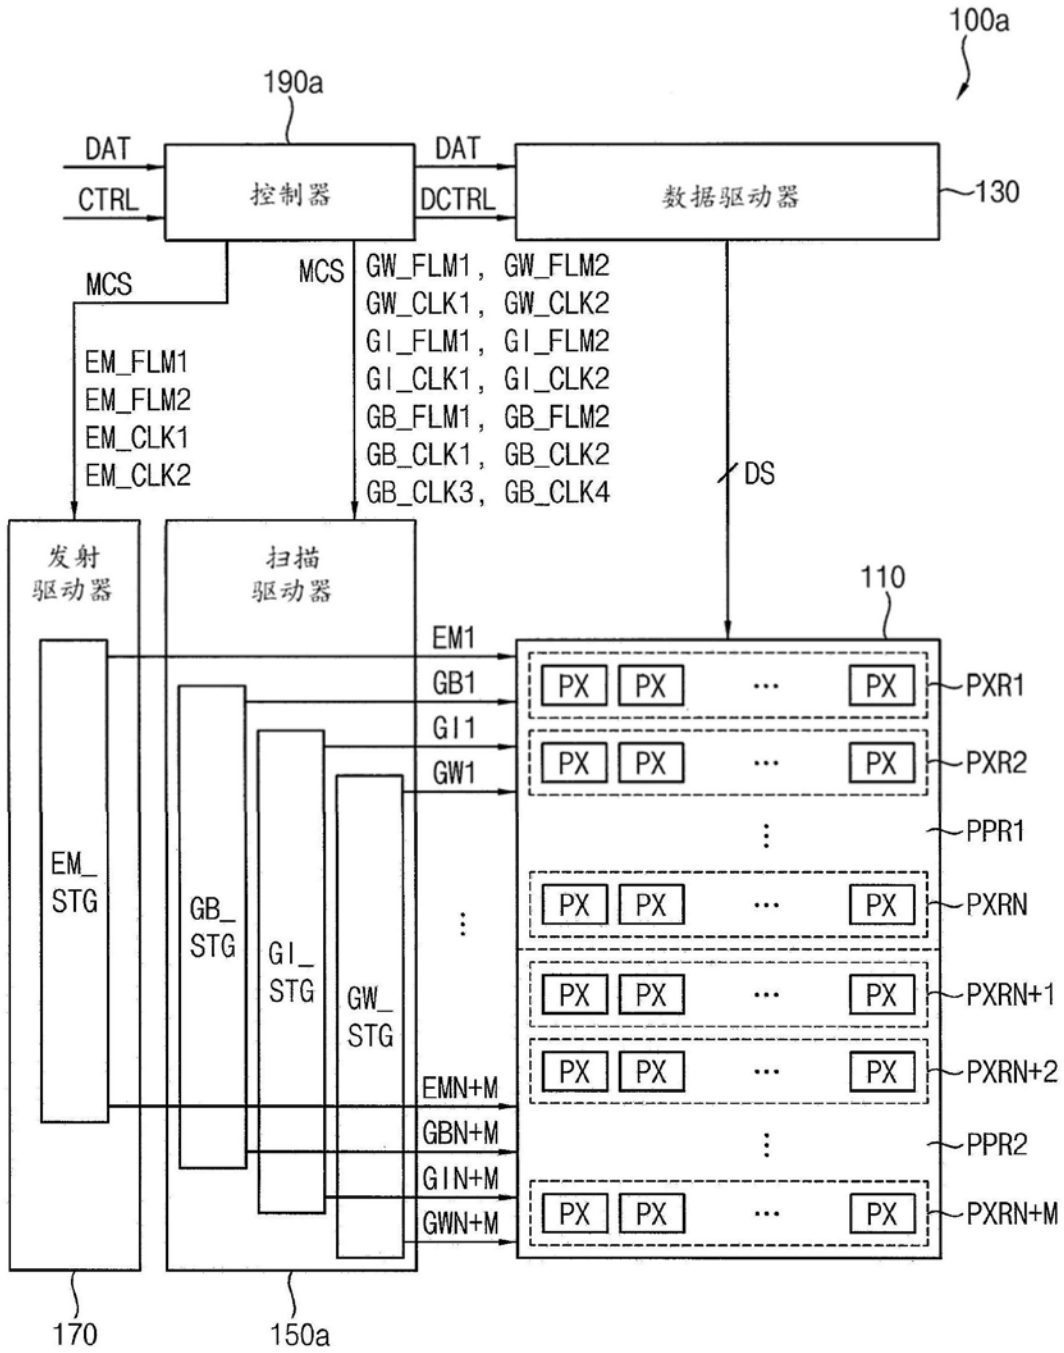 100a
190a
DAT
CTRL
控制器
DAT
DCTRL
数据驱动器
130
MCS
EM_FLM1
EM_FLM2
EM_CLK1
EM_CLK2
MCS
GW_FLM1, GW_FLM2
GW_CLK1, GW_CLK2
GI_FLM1, GI_FLM2
GI_CLK1, GI_CLK2
GB_FLM1, GB_FLM2
GB_CLK1, GB_CLK2
GB_CLK3, GB_CLK4
DS
发射
驱动器
扫描
驱动器
110
EM1
GB1
GI1
GW1
EM_
STG
GB_
STG
GI_
STG
GW_
STG
⋮
EMN+M
GBN+M
GIN+M
GWN+M
PX PX ... PX PXR1
PX PX ... PX PXR2
⋮ PPR1
PX PX ... PX PXRN
PX PX ... PX PXRN+1
PX PX ... PX PXRN+2
⋮ PPR2
PX PX ... PX PXRN+M
170
150a